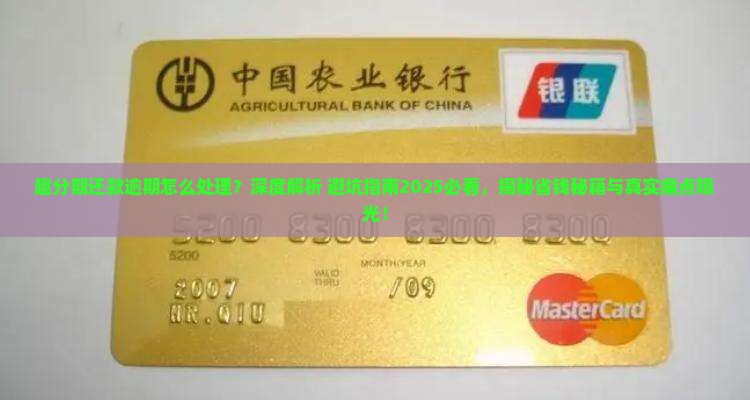 中国农业银行
AGRICULTURAL BANK OF CHINA
银联
趣分期还款逾期怎么处理？深度解析 避坑指南2025必看，揭秘省钱秘籍与真实痛点曝
光！
5200 8300 8300 8300
5200
MONTH/YEAR
VALID
THRU
2007 /09
MR.QIU
MasterCard